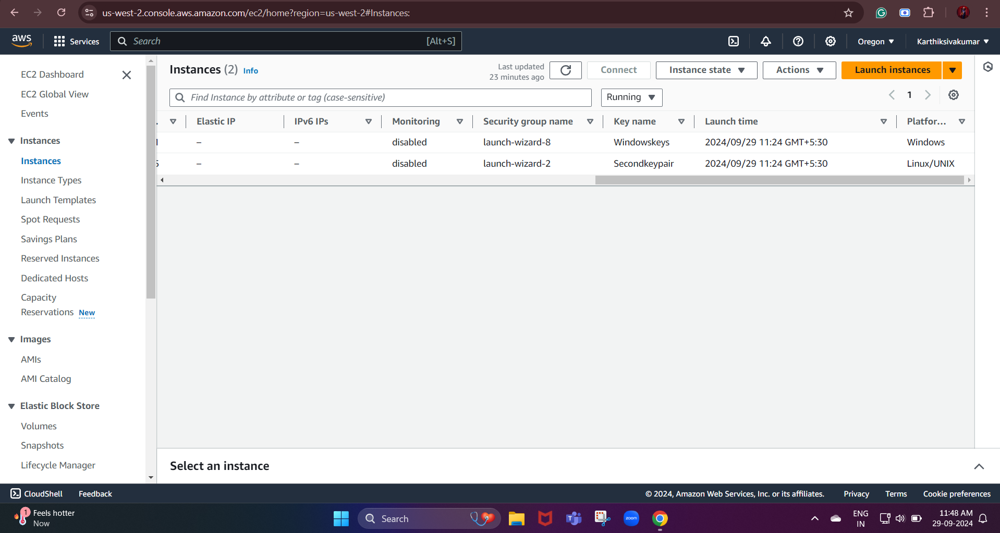 us-west-2.console.aws.amazon.com/ec2/home?region=us-west-2#Instances:
aws
Services
Search
[Alt+S]
Oregon
Karthiksivakumar
EC2 Dashboard
EC2 Global View
Events
Instances
Instances
Instance Types
Launch Templates
Spot Requests
Savings Plans
Reserved Instances
Dedicated Hosts
Capacity
Reservations New
Images
AMIs
AMI Catalog
Elastic Block Store
Volumes
Snapshots
Lifecycle Manager
Instances (2) Info
Last updated
23 minutes ago
Connect
Instance state
Actions
Launch instances
Find Instance by attribute or tag (case-sensitive)
Running
1
Elastic IP IPv6 IPs Monitoring Security group name Key name Launch time Platfor...
– – disabled launch-wizard-8 Windowskeys 2024/09/29 11:24 GMT+5:30 Windows
– – disabled launch-wizard-2 Secondkeypair 2024/09/29 11:24 GMT+5:30 Linux/UNIX
Select an instance
CloudShell
Feedback
© 2024, Amazon Web Services, Inc. or its affiliates.
Privacy
Terms
Cookie preferences
1
Feels hotter
Now
Search
zoom
ENG
IN
11:48 AM
29-09-2024